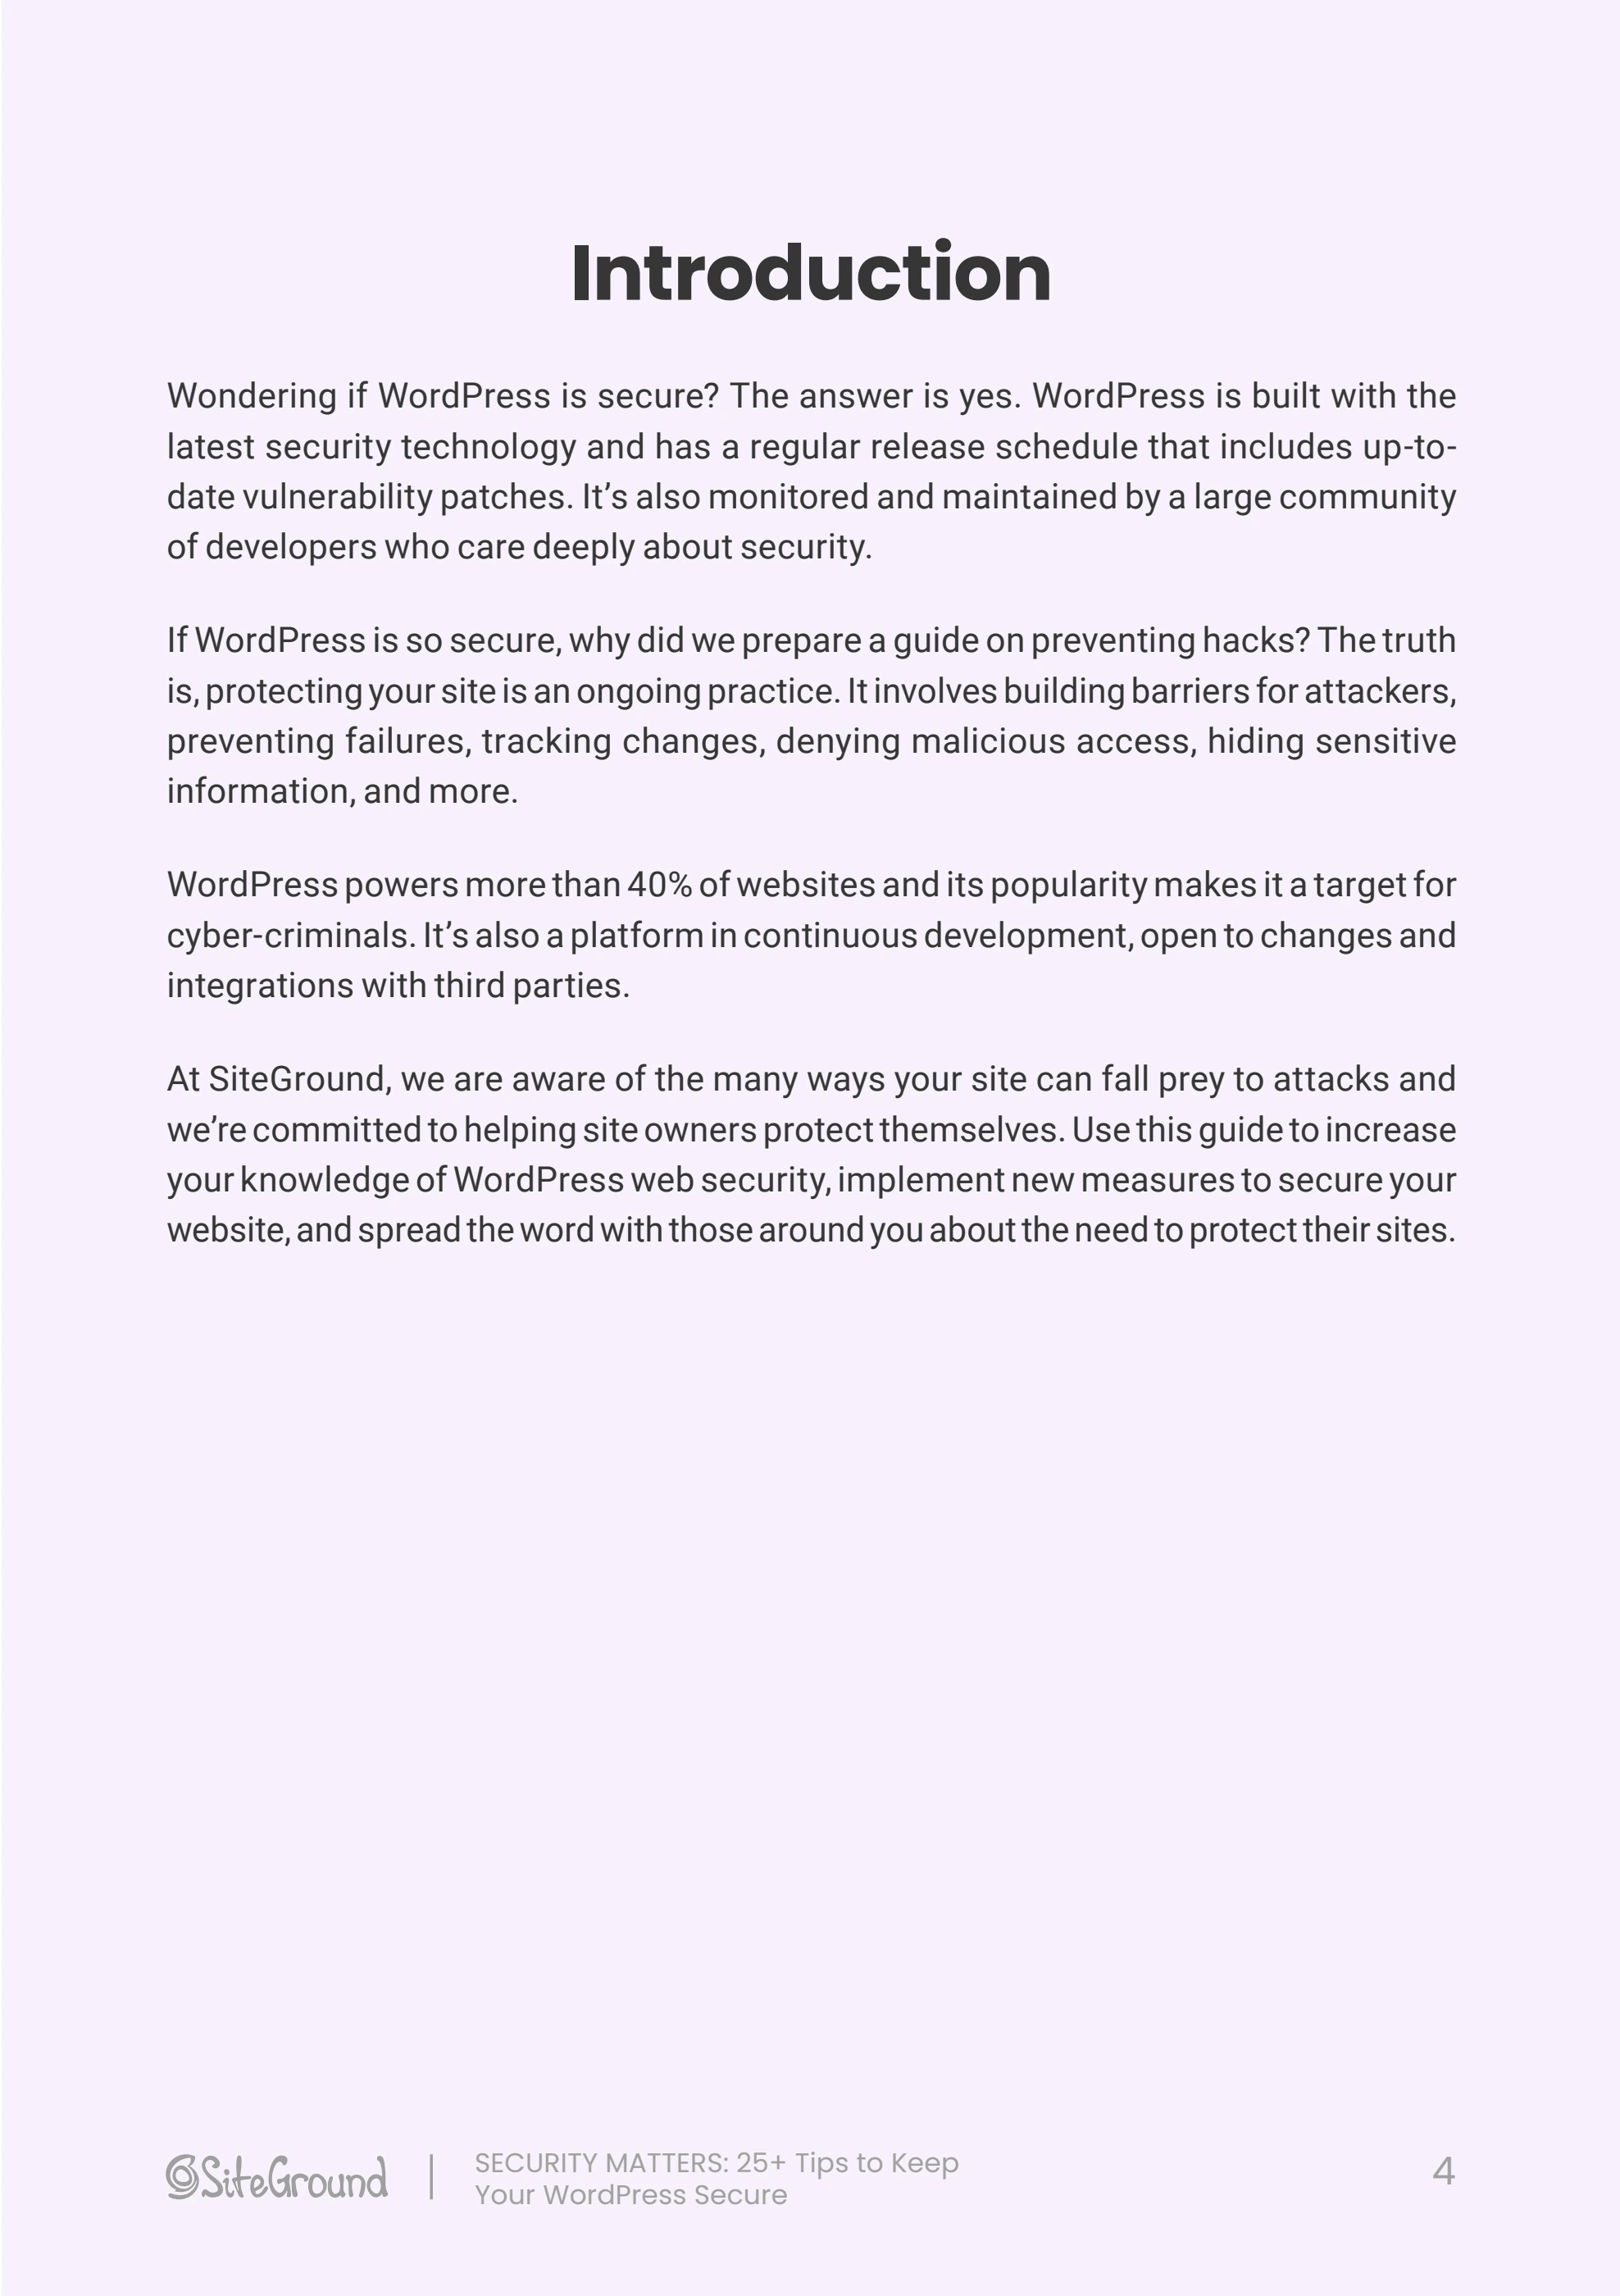 Introduction
Wondering if WordPress is secure? The answer is yes. WordPress is built with the
latest security technology and has a regular release schedule that includes up-to-
date vulnerability patches. It’s also monitored and maintained by a large community
of developers who care deeply about security.
If WordPress is so secure, why did we prepare a guide on preventing hacks? The truth
is, protecting your site is an ongoing practice. It involves building barriers for attackers,
preventing failures, tracking changes, denying malicious access, hiding sensitive
information, and more.
WordPress powers more than 40% of websites and its popularity makes it a target for
cyber-criminals. It’s also a platform in continuous development, open to changes and
integrations with third parties.
At SiteGround, we are aware of the many ways your site can fall prey to attacks and
we’re committed to helping site owners protect themselves. Use this guide to increase
your knowledge of WordPress web security, implement new measures to secure your
website, and spread the word with those around you about the need to protect their sites.
SiteGround
SECURITY MATTERS: 25+ Tips to Keep
Your WordPress Secure
4